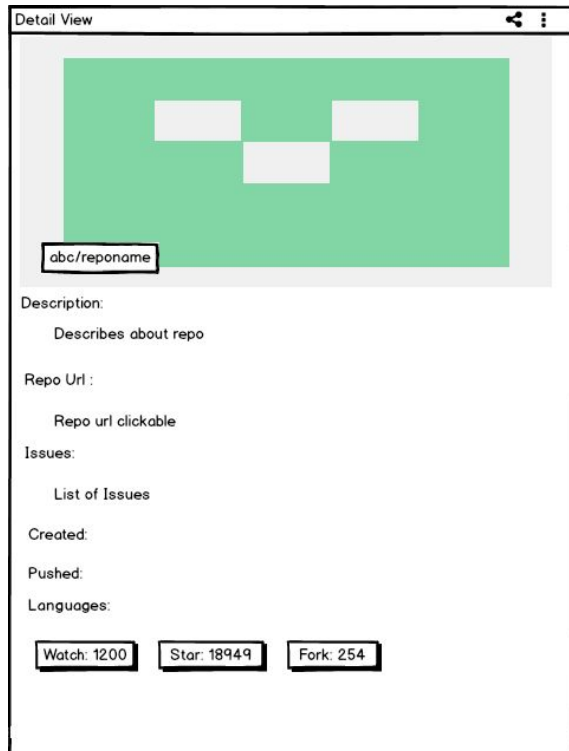 Detail View
abc/reponame
Description:
Describes about repo
Repo Url :
Repo url clickable
Issues:
List of Issues
Created:
Pushed:
Languages:
Watch: 1200
Star: 18949
Fork: 254